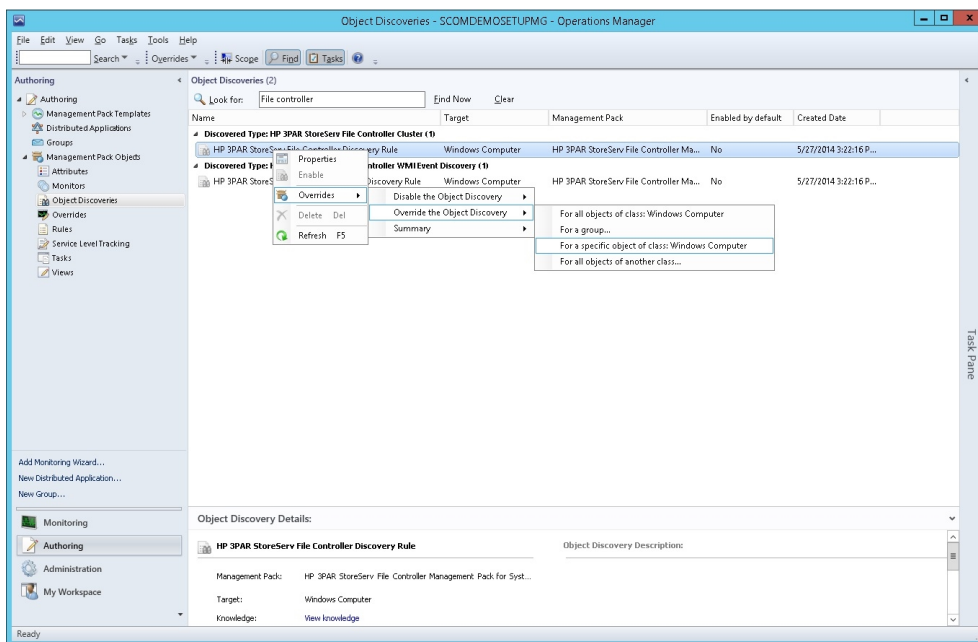 Object Discoveries - SCOMDEMOSETUPMG - Operations Manager
File Edit View Go Tasks Tools Help
Search Overrides Scope Find Tasks
Authoring
Object Discoveries (2)
Authoring
Management Pack Templates
Distributed Applications
Groups
Management Pack Objects
Attributes
Monitors
Object Discoveries
Overrides
Rules
Service Level Tracking
Tasks
Views
Look for: File controller Find Now Clear
Name Target Management Pack Enabled by default Created Date
Discovered Type: HP 3PAR StoreServ File Controller Cluster (1)
HP 3PAR StoreServ File Controller Discovery Rule Windows Computer HP 3PAR StoreServ File Controller Ma... No 5/27/2014 3:22:16 P...
Discovered Type: ntroller WMI Event Discovery (1)
HP 3PAR StoreS Discovery Rule Windows Computer HP 3PAR StoreServ File Controller Ma... No 5/27/2014 3:22:16 P...
Properties
Enable
Overrides
Delete Del
Refresh F5
Disable the Object Discovery
Override the Object Discovery
Summary
For all objects of class: Windows Computer
For a group...
For a specific object of class: Windows Computer
For all objects of another class...
Task Pane
Add Monitoring Wizard...
New Distributed Application...
New Group...
Monitoring
Authoring
Administration
My Workspace
Object Discovery Details:
HP 3PAR StoreServ File Controller Discovery Rule
Object Discovery Description:
Management Pack: HP 3PAR StoreServ File Controller Management Pack for Syst...
Target: Windows Computer
Knowledge: View knowledge
Ready